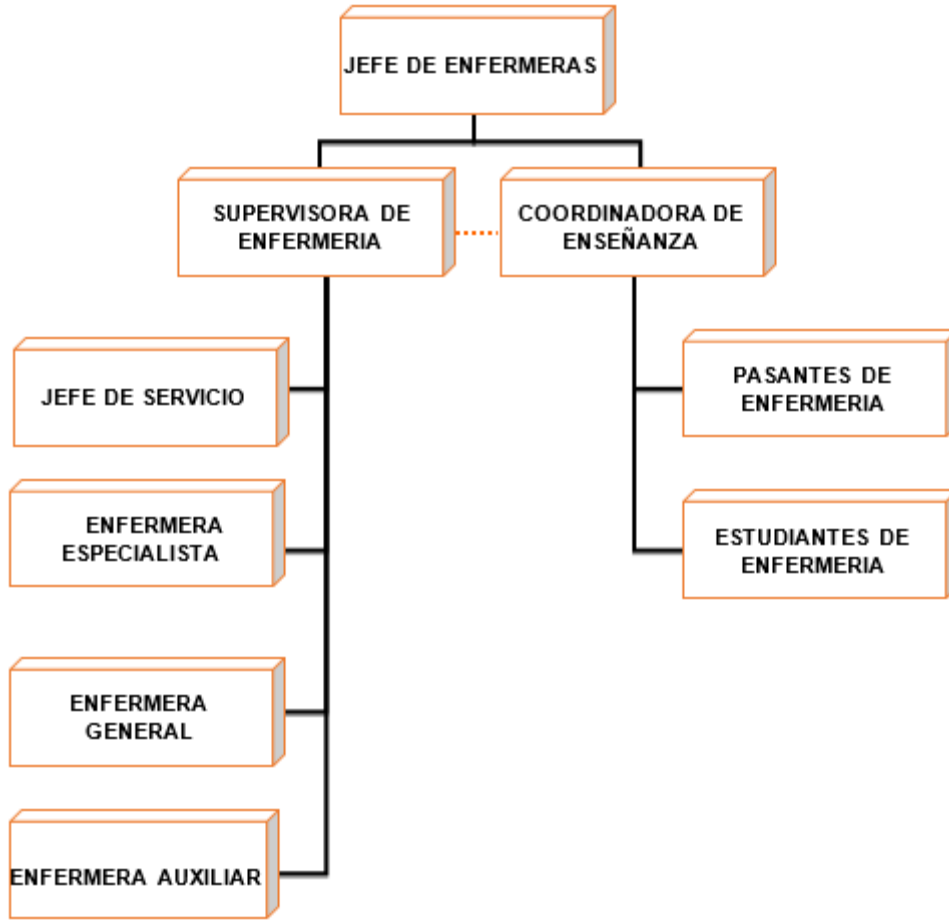 JEFE DE ENFERMERAS
SUPERVISORA DE
ENFERMERIA
COORDINADORA DE
ENSEÑANZA
JEFE DE SERVICIO
PASANTES DE
ENFERMERIA
ENFERMERA
ESPECIALISTA
ESTUDIANTES DE
ENFERMERIA
ENFERMERA
GENERAL
ENFERMERA AUXILIAR